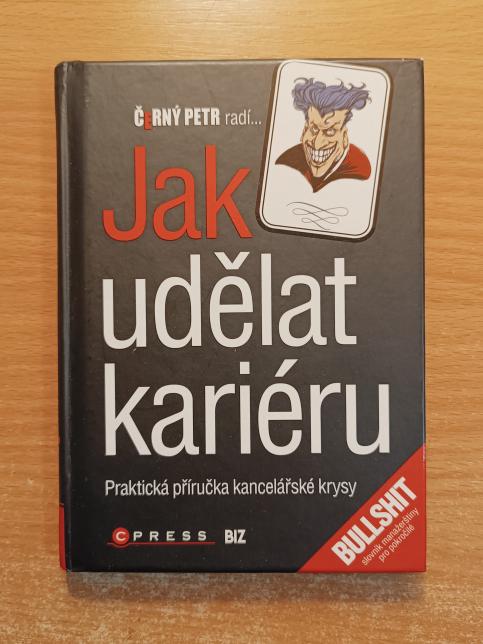 ČERNÝ PETR radí...
Jak
udělat
kariéru
Praktická příručka kancelářské krysy
CPRESS BIZ
BULLSHIT
slovník manažerštiny
pro pokročilé